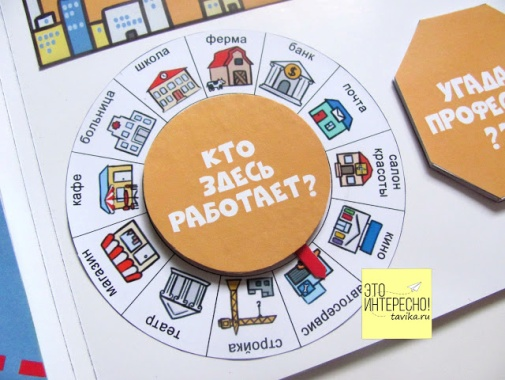 КТО
ЗДЕСЬ
РАБОТАЕТ?
ферма
банк
почта
салон
красоты
кино
автосервис
?
стройка
театр
магазин
кафе
больница
школа
УГАДА
ПРОФЕС
?
ЭТО
ИНТЕРЕСНО!
tavika.ru